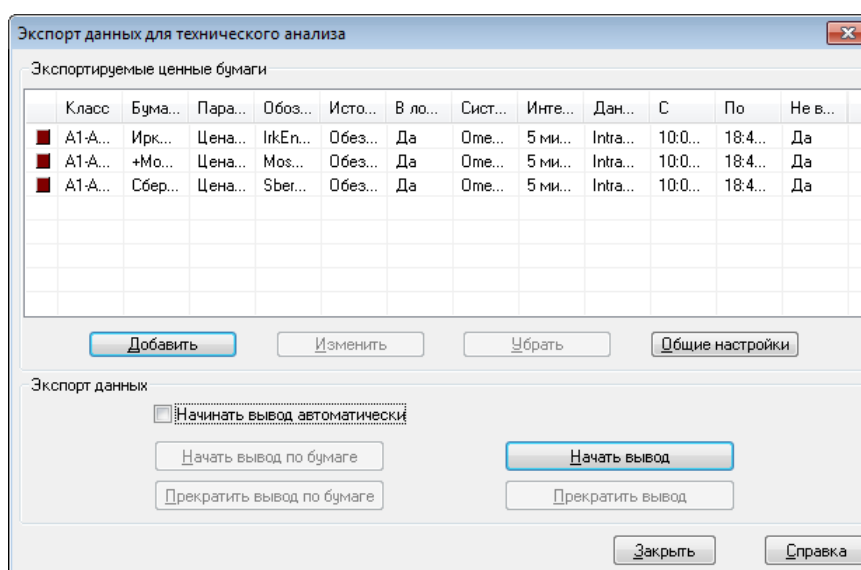 Экспорт данных для технического анализа
Экспортируемые ценные бумаги
Класс Бума... Пара... Обоз... Исто... В ло... Сист... Инте... Дан... С По Не в...
А1-А... Ирк... Цена... IrkEn... Обез... Да Ome... 5 ми... Intra... 10:0... 18:4... Да
А1-А... +Мо... Цена... Mos... Обез... Да Ome... 5 ми... Intra... 10:0... 18:4... Да
А1-А... Сбер... Цена... Sber... Обез... Да Ome... 5 ми... Intra... 10:0... 18:4... Да
Добавить Изменить Убрать Общие настройки
Экспорт данных
Начинать вывод автоматически
Начать вывод по бумаге Начать вывод
Прекратить вывод по бумаге Прекратить вывод
Закрыть Справка